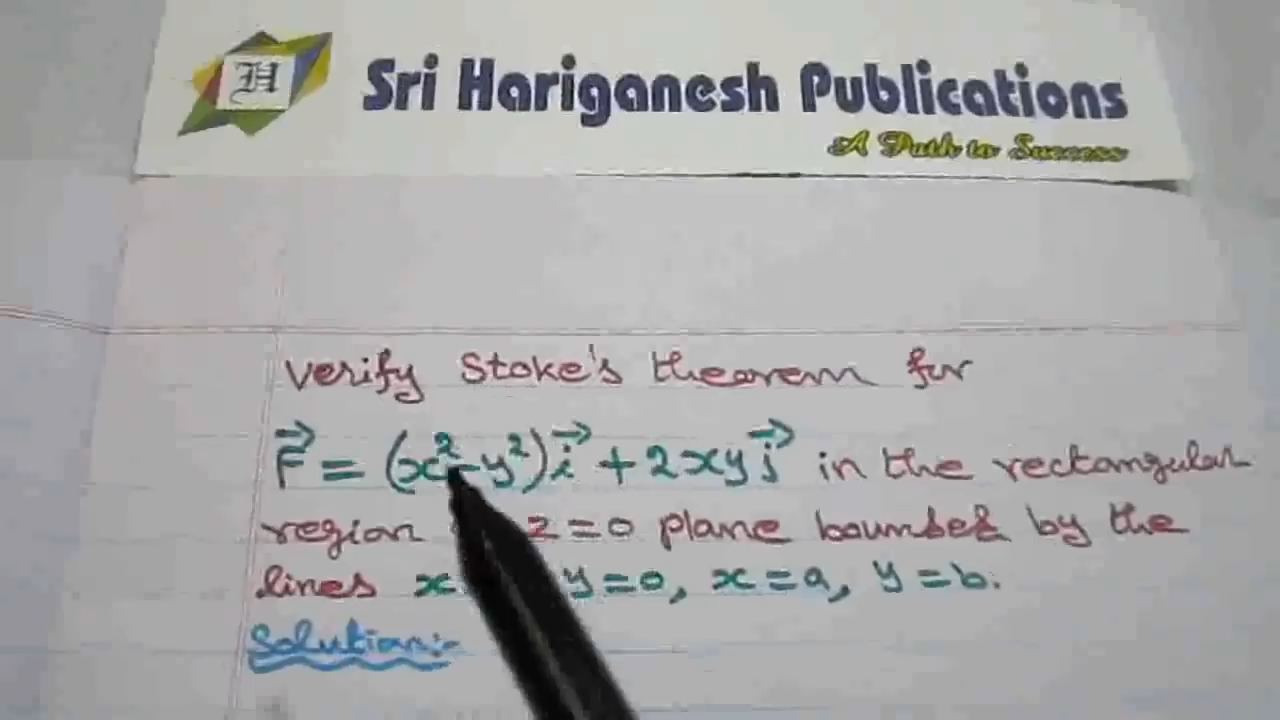 H
Sri Hariganesh Publications
A Path to Success
Verify Stoke's theorem for
F⃗ = (x²-y²)i⃗ + 2xyj⃗ in the rectangular
region z=0 plane bounded by the
lines x y=0, x=a, y=b.
Solution:-